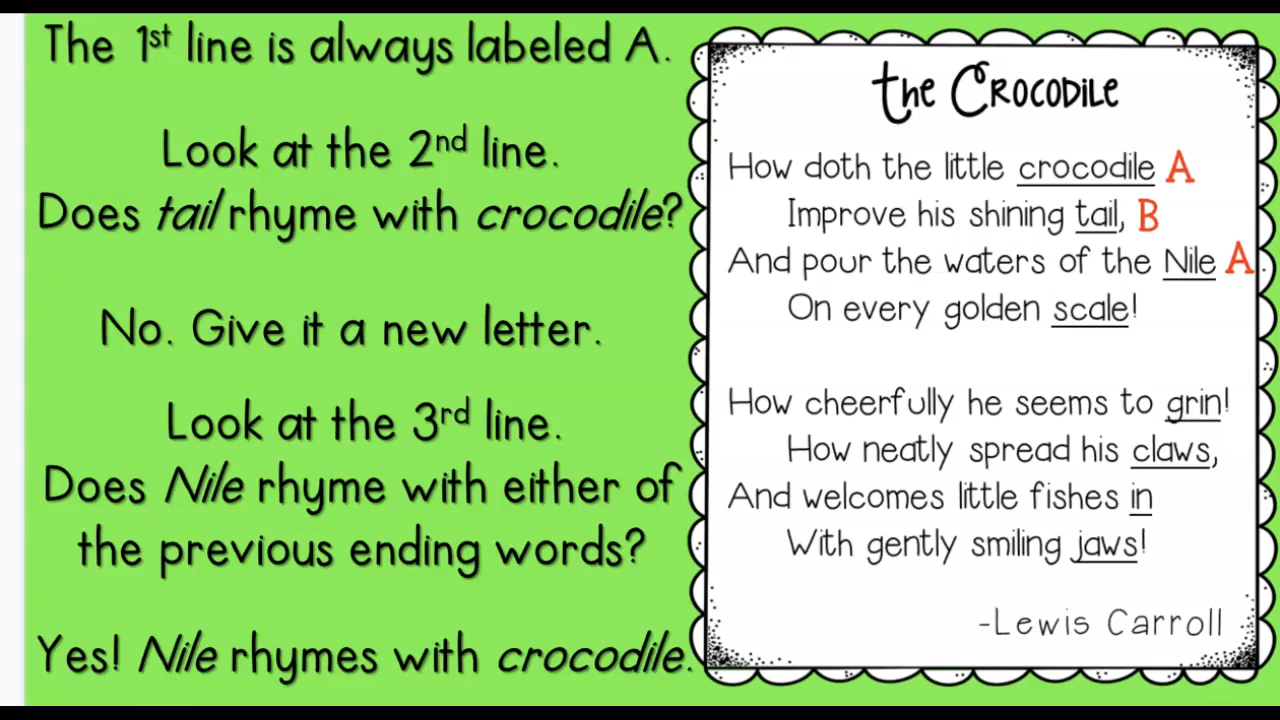 The 1st line is always labeled A.
Look at the 2nd line.
Does tail rhyme with crocodile?
No. Give it a new letter.
Look at the 3rd line.
Does Nile rhyme with either of
the previous ending words?
Yes! Nile rhymes with crocodile.
the Crocodile
How doth the little crocodile A
Improve his shining tail, B
And pour the waters of the Nile A
On every golden scale!
How cheerfully he seems to grin!
How neatly spread his claws,
And welcomes little fishes in
With gently smiling jaws!
-Lewis Carroll